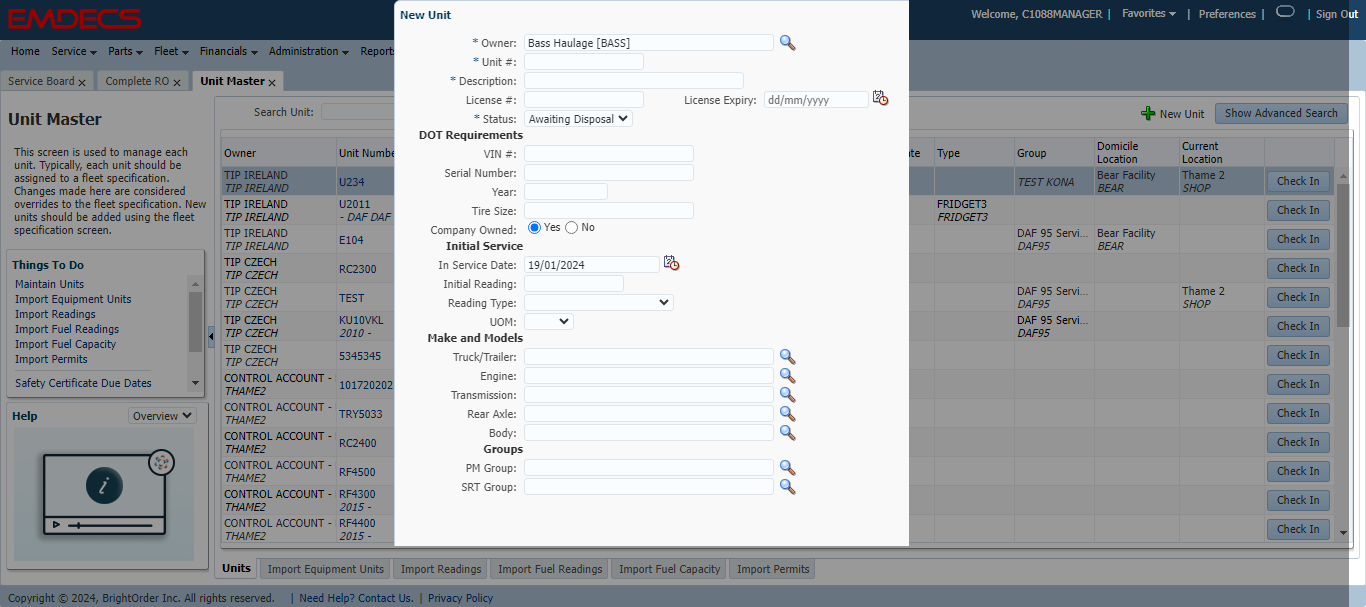 EMDECS
Welcome, C1088MANAGER | Favorites | Preferences | | Sign Out
Home Service Parts Fleet Financials Administration Report
Service Board x Complete RO x Unit Master x
Unit Master
This screen is used to manage each
unit. Typically, each unit should be
assigned to a fleet specification.
Changes made here are considered
overrides to the fleet specification. New
units should be added using the fleet
specification screen.
Things To Do
Maintain Units
Import Equipment Units
Import Readings
Import Fuel Readings
Import Fuel Capacity
Import Permits
Safety Certificate Due Dates
Help Overview
Search Unit:
New Unit Show Advanced Search
Owner Unit Numbe te Type Group Domicile Location Current Location
TIP IRELAND U234 Bear Facility Thame 2 Check In
TIP IRELAND TEST KONA BEAR SHOP
TIP IRELAND U2011 FRIDGET3 Check In
TIP IRELAND - DAF DAF FRIDGET3
TIP IRELAND E104 DAF 95 Servi... Bear Facility Check In
TIP IRELAND DAF95 BEAR
TIP CZECH RC2300 Check In
TIP CZECH
TIP CZECH TEST DAF 95 Servi... Thame 2 Check In
TIP CZECH DAF95 SHOP
TIP CZECH KU10VKL DAF 95 Servi... Check In
TIP CZECH 2010 - DAF95
TIP CZECH 5345345 Check In
TIP CZECH
CONTROL ACCOUNT - 101720202 Check In
THAME2
CONTROL ACCOUNT - TRY5033 Check In
THAME2
CONTROL ACCOUNT - RC2400 Check In
THAME2
CONTROL ACCOUNT - RF4500 Check In
THAME2
CONTROL ACCOUNT - RF4300 Check In
THAME2 2015 -
CONTROL ACCOUNT - RF4400 Check In
THAME2 2015 -
New Unit
* Owner: Bass Haulage [BASS]
* Unit #:
* Description:
License #: License Expiry: dd/mm/yyyy
* Status: Awaiting Disposal
DOT Requirements
VIN #:
Serial Number:
Year:
Tire Size:
Company Owned: Yes No
Initial Service
In Service Date: 19/01/2024
Initial Reading:
Reading Type:
UOM:
Make and Models
Truck/Trailer:
Engine:
Transmission:
Rear Axle:
Body:
Groups
PM Group:
SRT Group:
Units Import Equipment Units Import Readings Import Fuel Readings Import Fuel Capacity Import Permits
Copyright © 2024, BrightOrder Inc. All rights reserved. | Need Help? Contact Us. | Privacy Policy